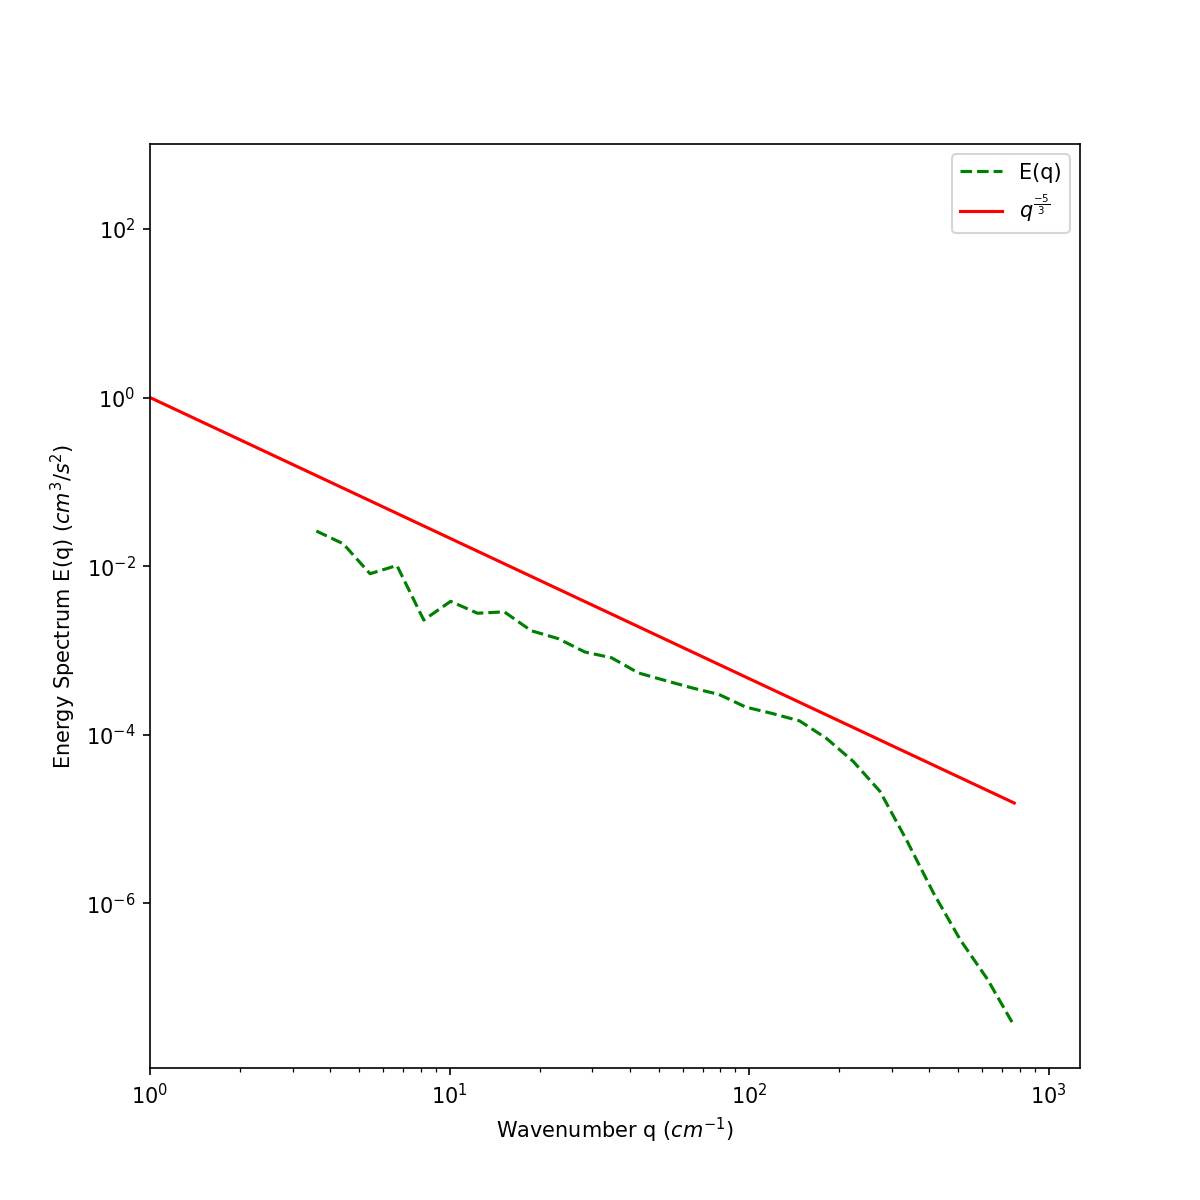 E(q)
q^{\frac{-5}{3}}
10^2
10^0
10^{-2}
10^{-4}
10^{-6}
Energy Spectrum E(q) (cm^3/s^2)
10^0 10^1 10^2 10^3
Wavenumber q (cm^{-1})